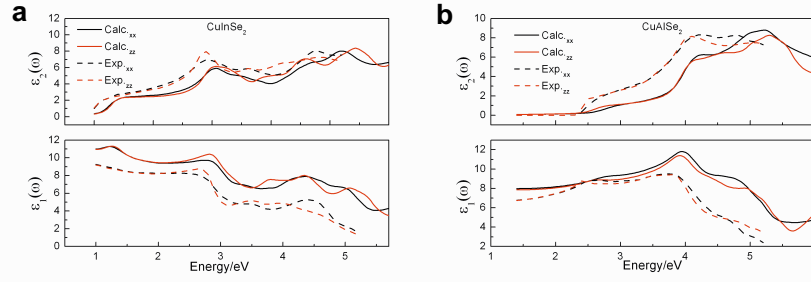 a
CuInSe2
Calc.xx
Calc.zz
Exp.xx
Exp.zz
ε2(ω)
12
10
8
6
4
2
0
ε1(ω)
12
10
8
6
4
2
0
1 2 3 4 5
Energy/eV
b
CuAlSe2
Calc.xx
Calc.zz
Exp.xx
Exp.zz
ε2(ω)
10
8
6
4
2
0
ε1(ω)
12
10
8
6
4
2
1 2 3 4 5 6
Energy/eV